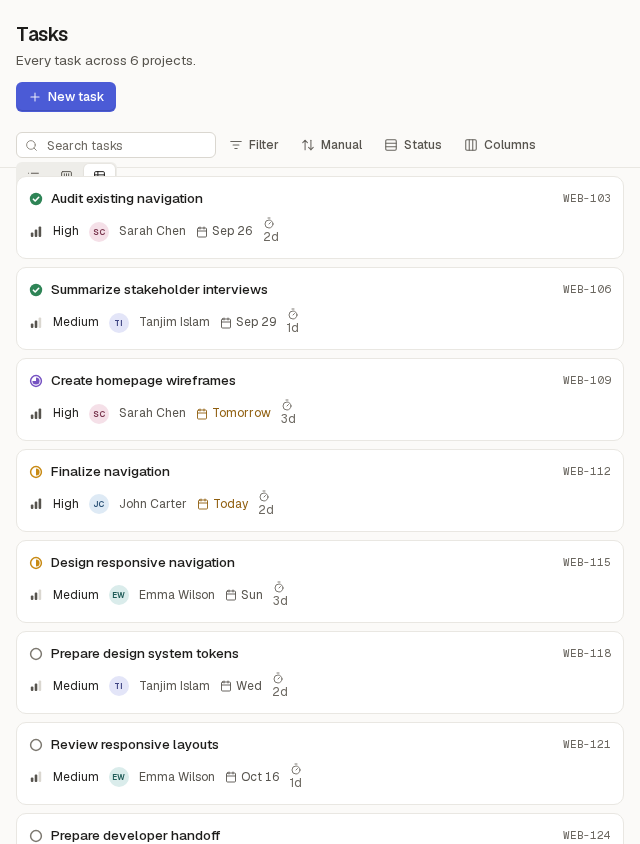 Tasks
Every task across 6 projects.
New task
Search tasks
Filter
Manual
Status
Columns
Audit existing navigation
WEB-103
High
SC
Sarah Chen
Sep 26
2d
Summarize stakeholder interviews
WEB-106
Medium
TI
Tanjim Islam
Sep 29
1d
Create homepage wireframes
WEB-109
High
SC
Sarah Chen
Tomorrow
3d
Finalize navigation
WEB-112
High
JC
John Carter
Today
2d
Design responsive navigation
WEB-115
Medium
EW
Emma Wilson
Sun
3d
Prepare design system tokens
WEB-118
Medium
TI
Tanjim Islam
Wed
2d
Review responsive layouts
WEB-121
Medium
EW
Emma Wilson
Oct 16
1d
Prepare developer handoff
WEB-124